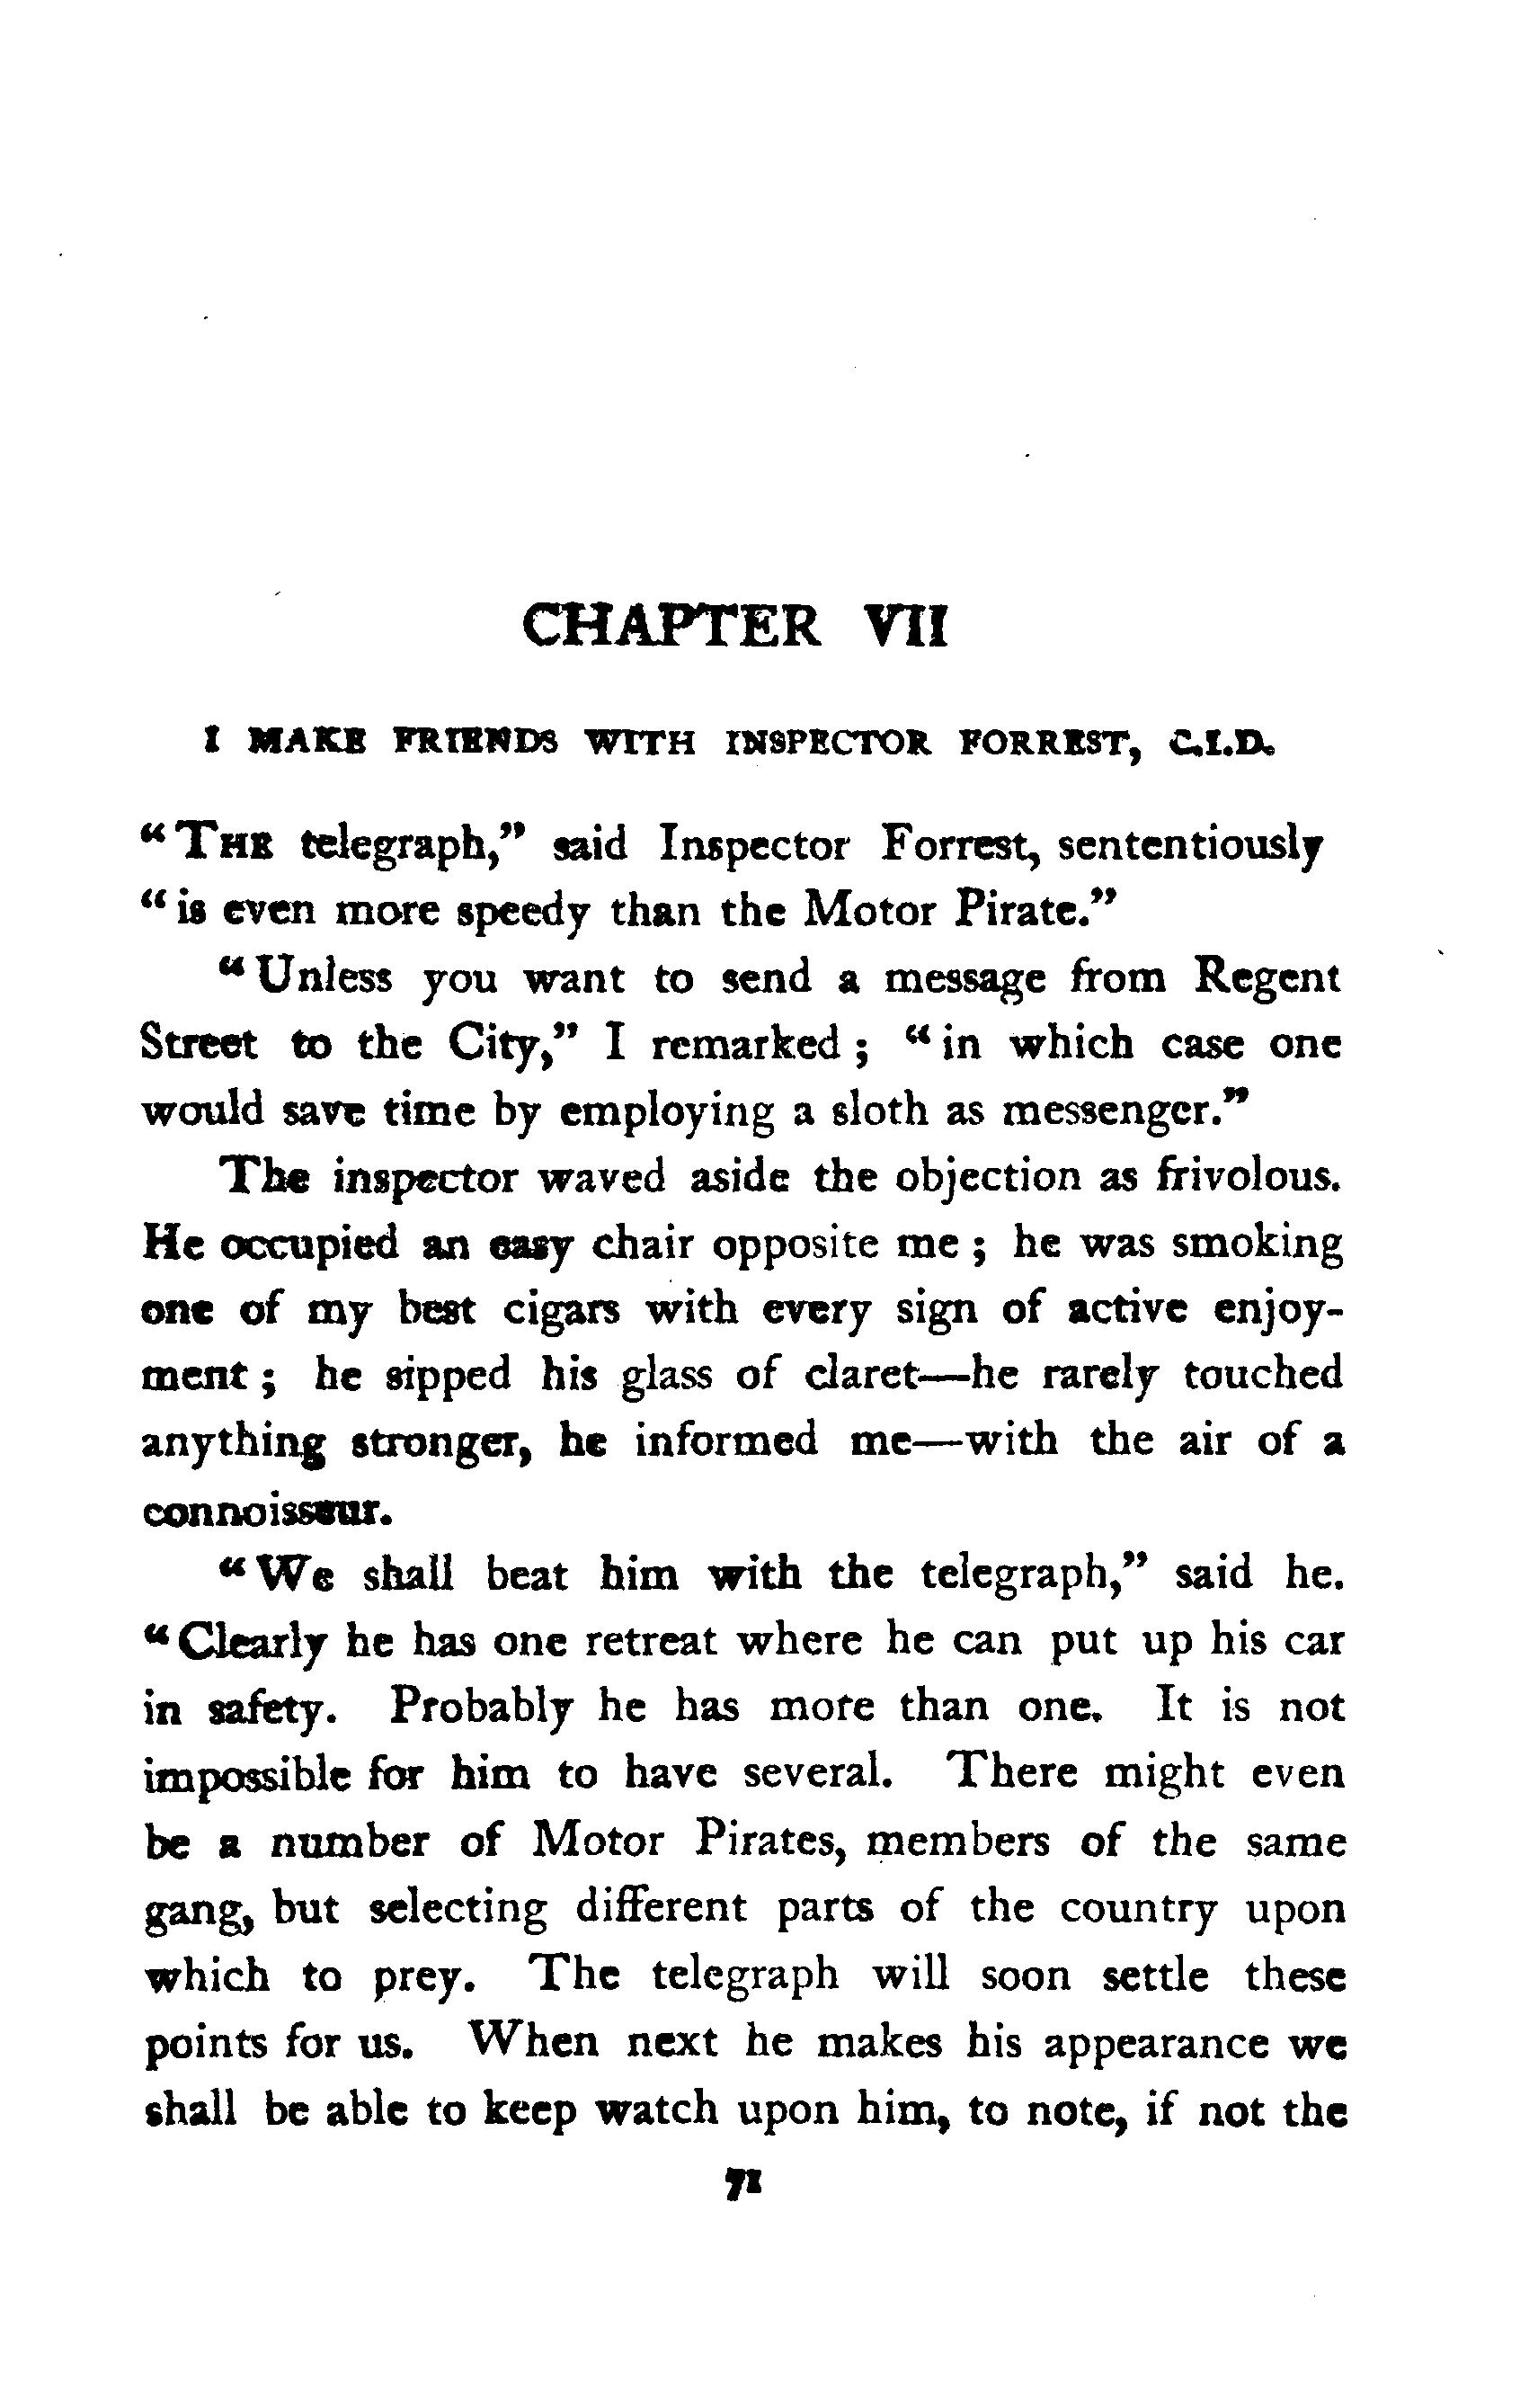 CHAPTER VII
I MAKE FRIENDS WITH INSPECTOR FORREST, C.I.D.
“THE telegraph,” said Inspector Forrest, sententiously
“is even more speedy than the Motor Pirate.”
“Unless you want to send a message from Regent
Street to the City,” I remarked; “in which case one
would save time by employing a sloth as messenger.”
The inspector waved aside the objection as frivolous.
He occupied an easy chair opposite me; he was smoking
one of my best cigars with every sign of active enjoy-
ment; he sipped his glass of claret—he rarely touched
anything stronger, he informed me—with the air of a
connoisseur.
“We shall beat him with the telegraph,” said he.
“Clearly he has one retreat where he can put up his car
in safety. Probably he has more than one. It is not
impossible for him to have several. There might even
be a number of Motor Pirates, members of the same
gang, but selecting different parts of the country upon
which to prey. The telegraph will soon settle these
points for us. When next he makes his appearance we
shall be able to keep watch upon him, to note, if not the
71